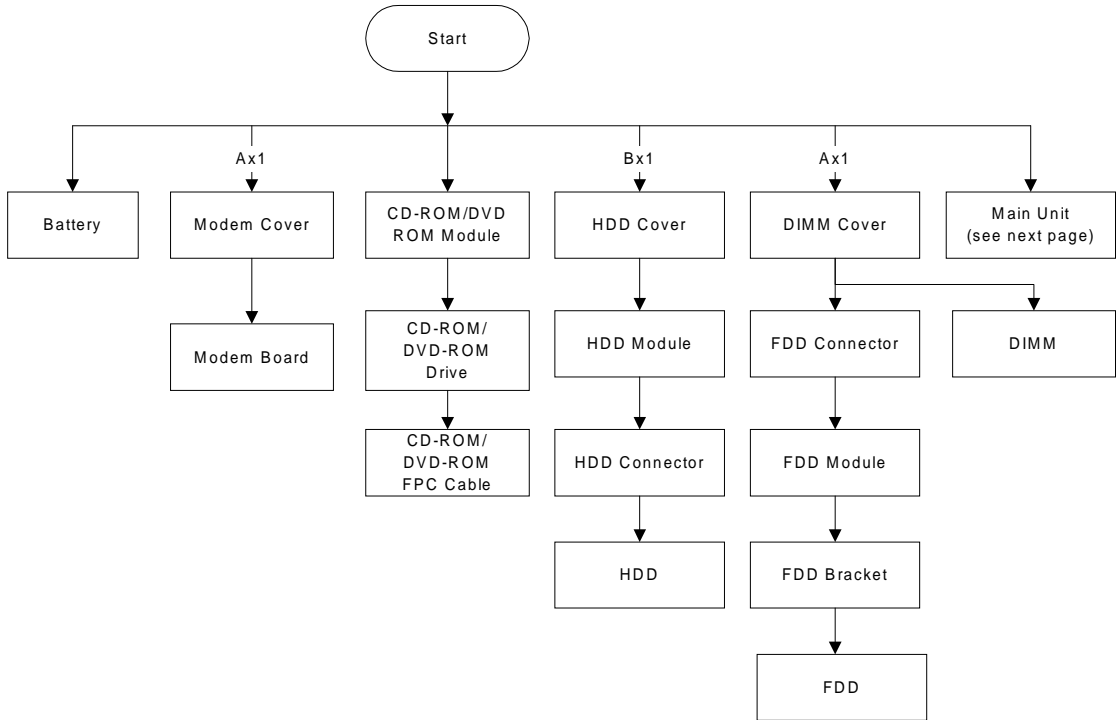 Start
Ax1
Bx1
Ax1
Battery
Modem Cover
CD-ROM/DVD
ROM Module
HDD Cover
DIMM Cover
Main Unit
(see next page)
Modem Board
CD-ROM/
DVD-ROM
Drive
HDD Module
FDD Connector
DIMM
CD-ROM/
DVD-ROM
FPC Cable
HDD Connector
FDD Module
HDD
FDD Bracket
FDD